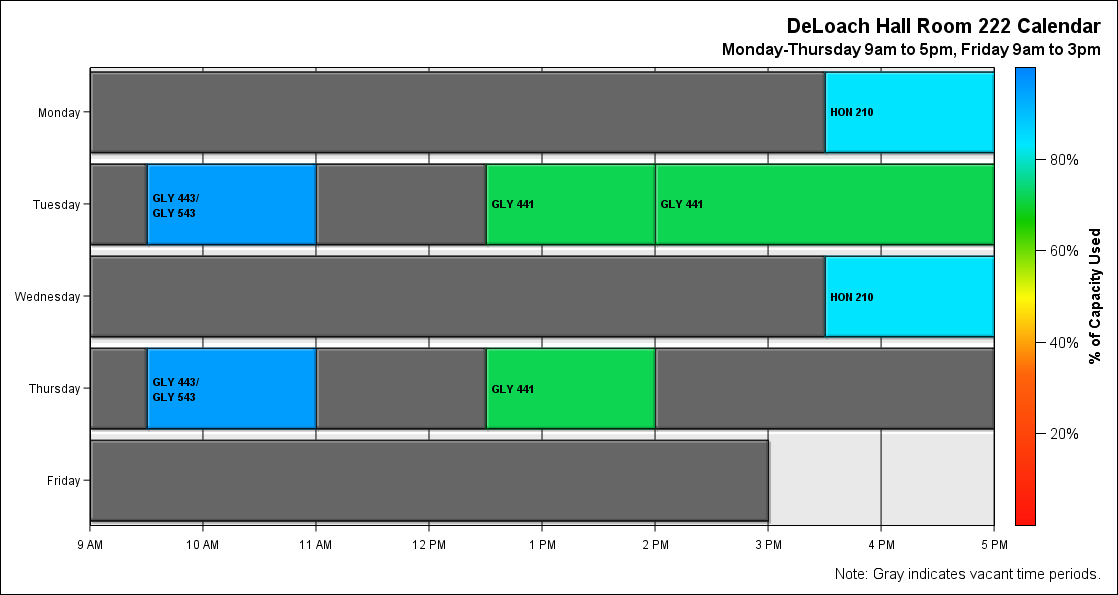 DeLoach Hall Room 222 Calendar
Monday-Thursday 9am to 5pm, Friday 9am to 3pm
Monday
HON 210
Tuesday
GLY 443/
GLY 543
GLY 441
GLY 441
Wednesday
HON 210
Thursday
GLY 443/
GLY 543
GLY 441
Friday
9 AM
10 AM
11 AM
12 PM
1 PM
2 PM
3 PM
4 PM
5 PM
80%
60%
40%
20%
% of Capacity Used
Note: Gray indicates vacant time periods.